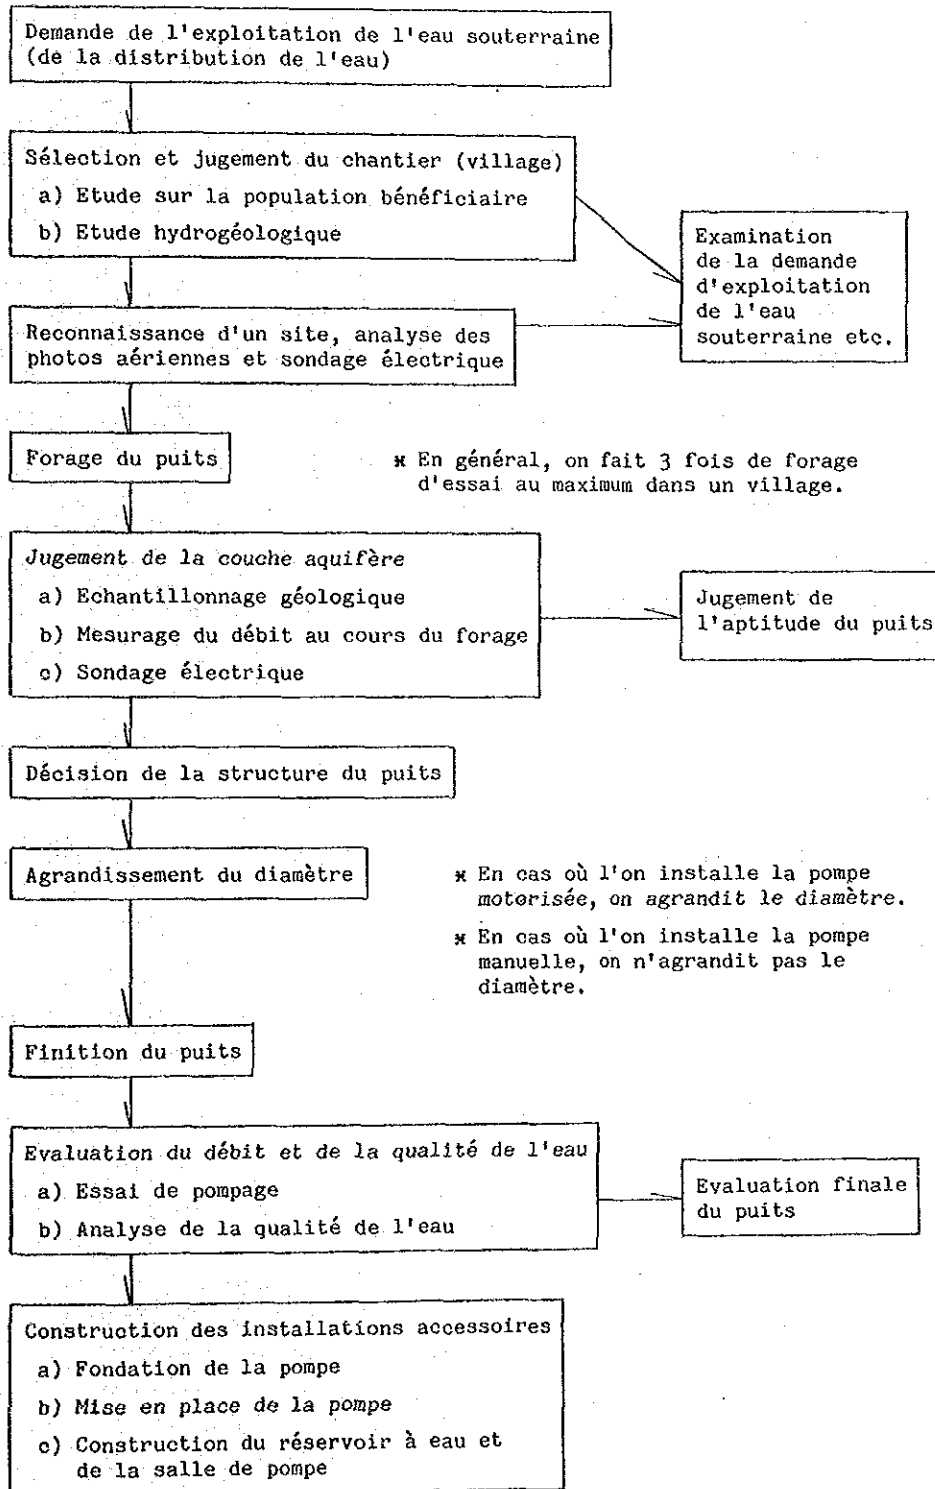 Demande de l'exploitation de l'eau souterraine
(de la distribution de l'eau)
Sélection et jugement du chantier (village)
a) Etude sur la population bénéficiaire
b) Etude hydrogéologique
Examination
de la demande
d'exploitation
de l'eau
souterraine etc.
Reconnaissance d'un site, analyse des
photos aériennes et sondage électrique
Forage du puits
* En général, on fait 3 fois de forage
d'essai au maximum dans un village.
Jugement de la couche aquifère
a) Echantillonnage géologique
b) Mesurage du débit au cours du forage
c) Sondage électrique
Jugement de
l'aptitude du puits
Décision de la structure du puits
Agrandissement du diamètre
* En cas où l'on installe la pompe
motorisée, on agrandit le diamètre.
* En cas où l'on installe la pompe
manuelle, on n'agrandit pas le
diamètre.
Finition du puits
Evaluation du débit et de la qualité de l'eau
a) Essai de pompage
b) Analyse de la qualité de l'eau
Evaluation finale
du puits
Construction des installations accessoires
a) Fondation de la pompe
b) Mise en place de la pompe
c) Construction du réservoir à eau et
de la salle de pompe